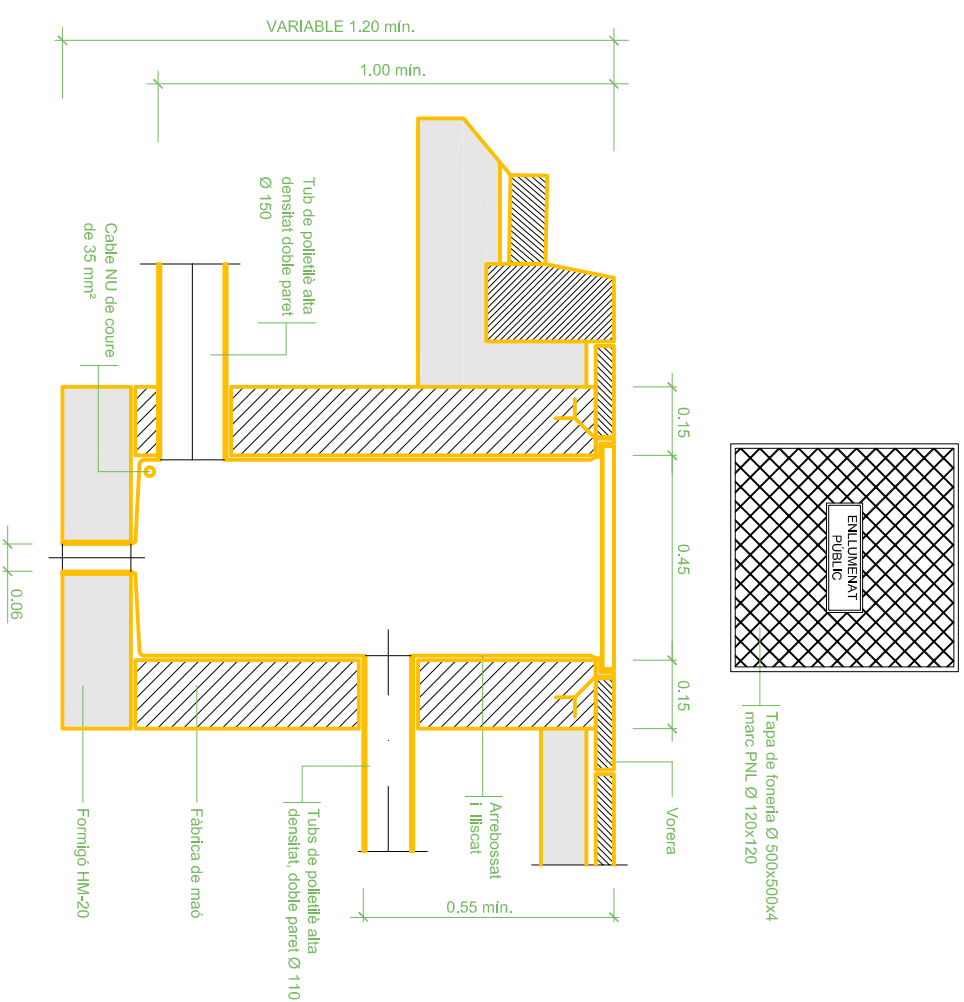 VARIABLE 1.20 mín.
1.00 mín.
Tub de polietilè alta
densitat doble paret
Ø 150
Cable NU de coure
de 35 mm²
0.15
0.45
0.15
0.06
ENLLUMENAT
PÚBLIC
Tapa de foneria Ø 500x500x4
marc PNL Ø 120x120
Vorera
Arrebossat
i lliscat
0.55 mín.
Tubs de polietilè alta
densitat, doble paret Ø 110
Fàbrica de maó
Formigó HM-20